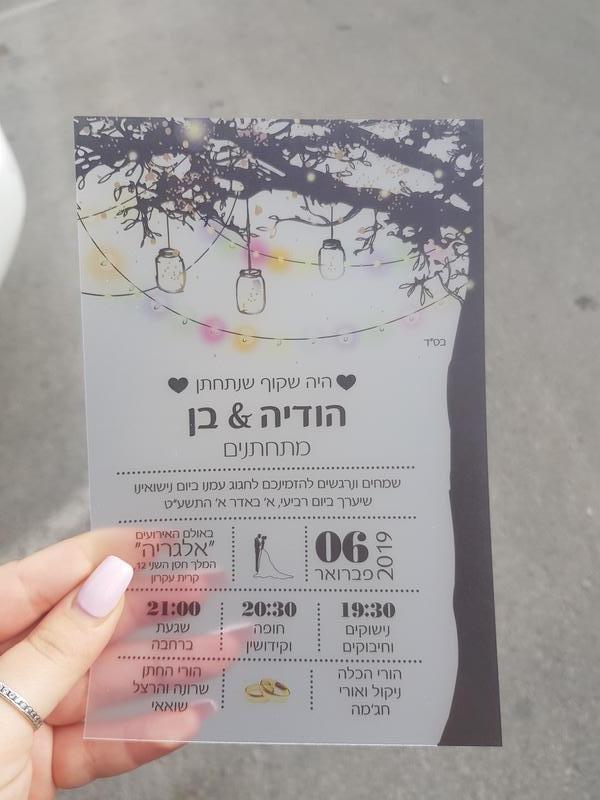 בס״ד
היה שקוף שנתחתן
הודיה & בן
מתחתנים
שמחים ונרגשים להזמינכם לחגוג עמנו ביום נישואינו
שיערך ביום רביעי, א׳ באדר א׳ התשע״ט
06
פברואר
2019
באולם האירועים
״אלגריה״
המלך חסן השני 12,
קרית עקרון
19:30
נישוקים
וחיבוקים
20:30
חופה
וקידושין
21:00
שגעת
ברחבה
הורי הכלה
ניקול ואורי
חג׳מה
הורי החתן
שרונה והרצל
שואאי